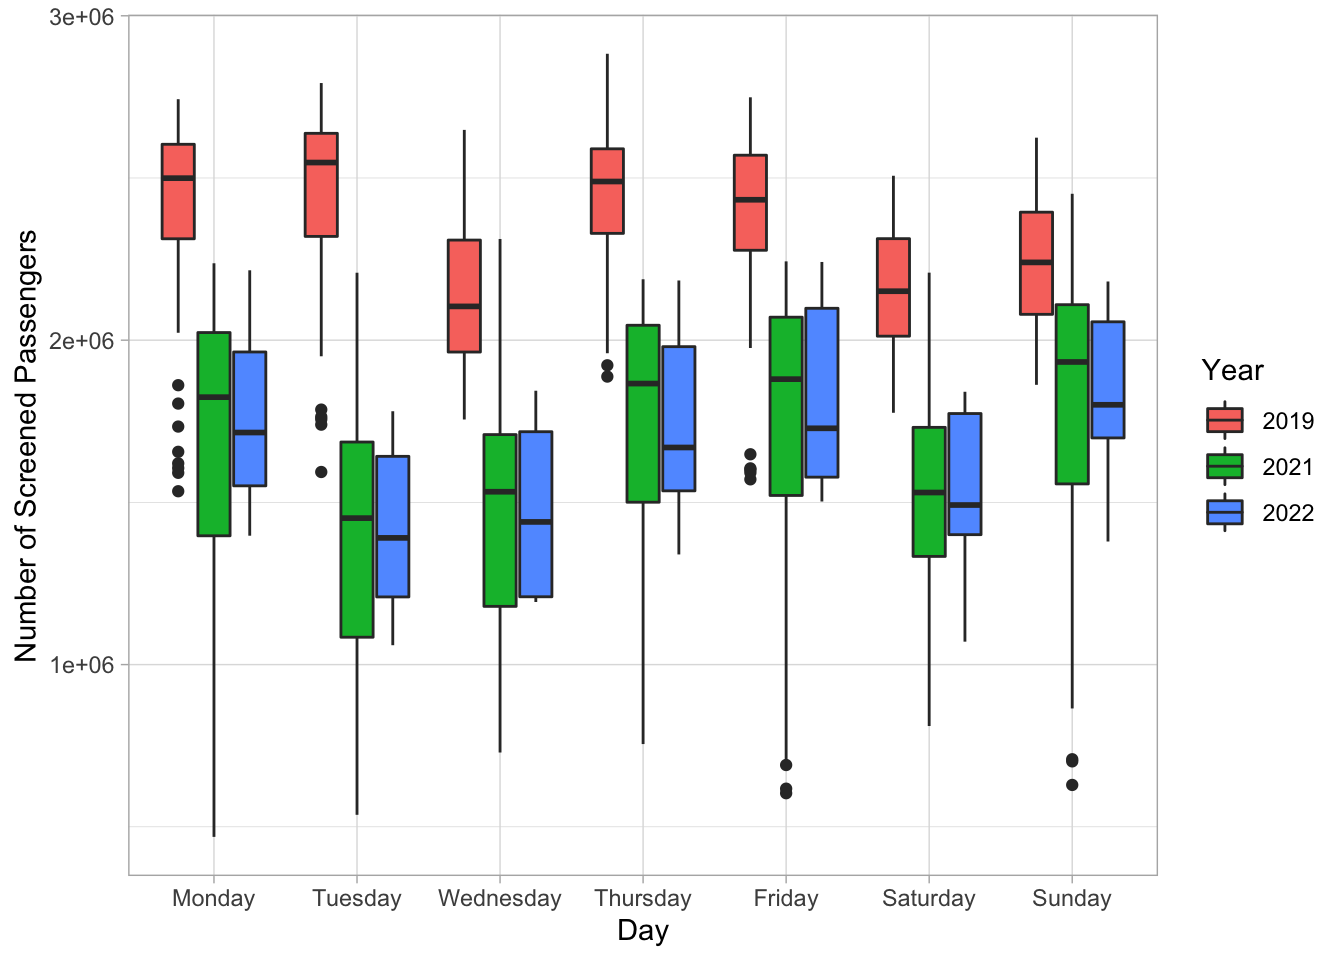 3e+06
2e+06
1e+06
Number of Screened Passengers
Monday Tuesday Wednesday Thursday Friday Saturday Sunday
Day
Year
2019
2021
2022